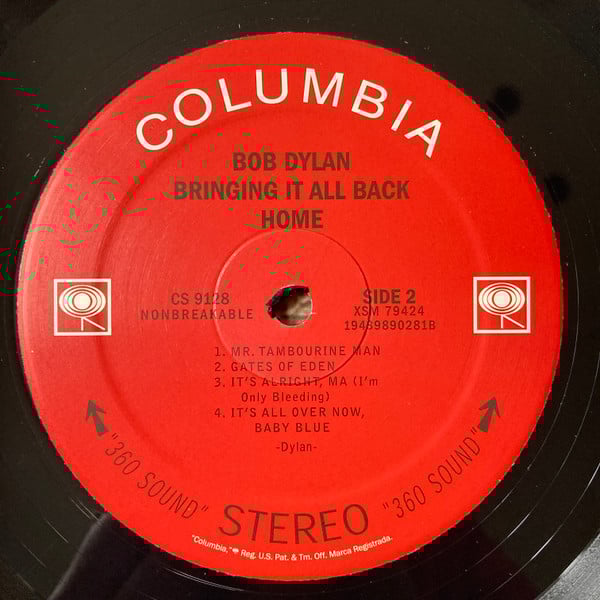 COLUMBIA
BOB DYLAN
BRINGING IT ALL BACK
HOME
CS 9128
NONBREAKABLE
SIDE 2
XSM 79424
19439890281B
1. MR. TAMBOURINE MAN
2. GATES OF EDEN
3. IT'S ALRIGHT, MA (I'm
Only Bleeding)
4. IT'S ALL OVER NOW,
BABY BLUE
-Dylan-
"360 SOUND" STEREO "360 SOUND"
"Columbia," Reg. U.S. Pat. & Tm. Off. Marca Registrada.